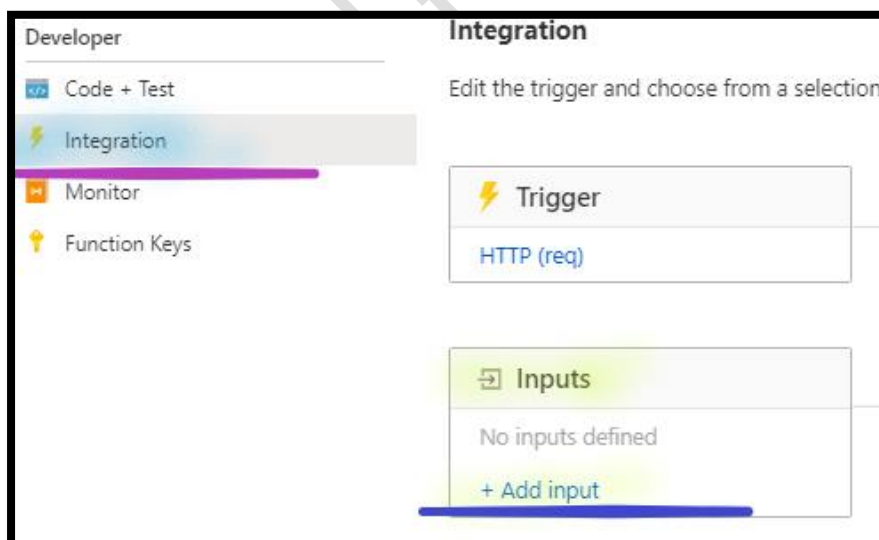 Developer
Code + Test
Integration
Monitor
Function Keys
Integration
Edit the trigger and choose from a selection
Trigger
HTTP (req)
Inputs
No inputs defined
+ Add input